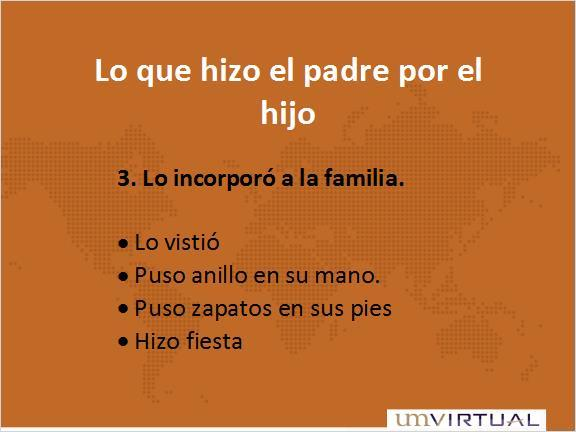 Lo que hizo el padre por el
hijo
3. Lo incorporó a la familia.
• Lo vistió
• Puso anillo en su mano.
• Puso zapatos en sus pies
• Hizo fiesta
UMVIRTUAL